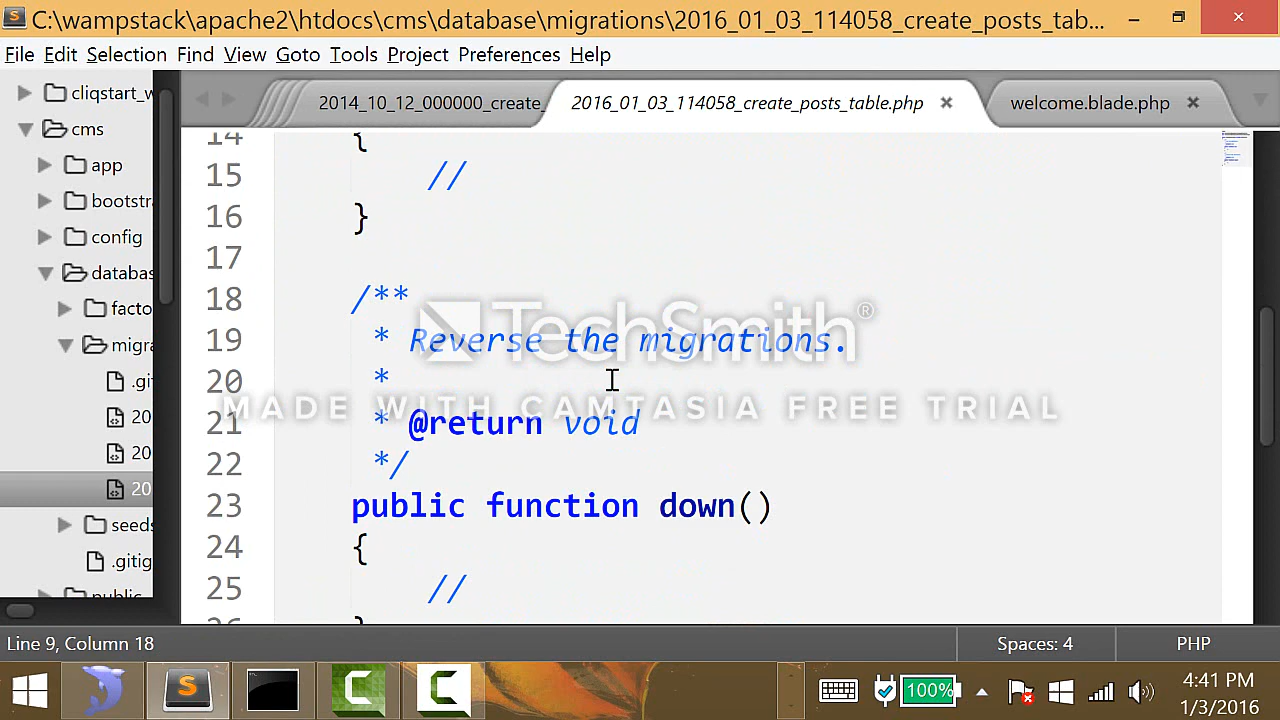 C:\wampstack\apache2\htdocs\cms\database\migrations\2016_01_03_114058_create_posts_tab...
File Edit Selection Find View Goto Tools Project Preferences Help
cliqstart_w
cms
app
bootstra
config
databas
facto
migra
.gi
20
20
20
seeds
.gitig
public
2014_10_12_000000_create_
2016_01_03_114058_create_posts_table.php
welcome.blade.php
14 {
15 //
16 }
17
18 /**
19 * Reverse the migrations.
20 *
21 * @return void
22 */
23 public function down()
24 {
25 //
26 }
TechSmith®
MADE WITH CAMTASIA FREE TRIAL
Line 9, Column 18
Spaces: 4
PHP
100%
4:41 PM
1/3/2016